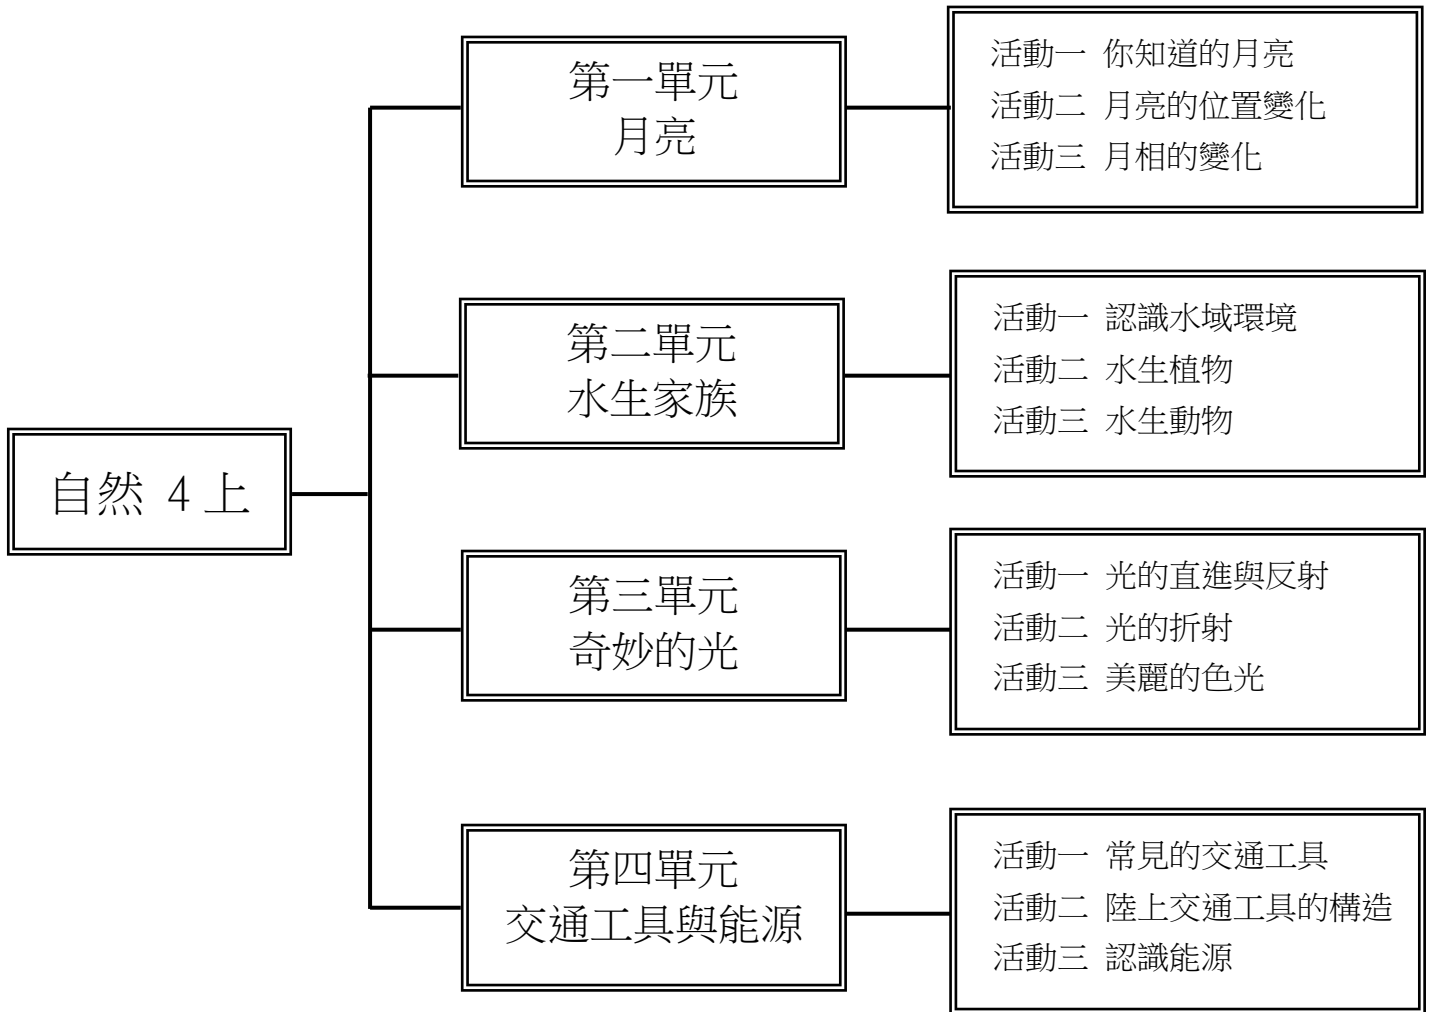 自然 4 上
第一單元
月亮
活動一 你知道的月亮
活動二 月亮的位置變化
活動三 月相的變化
第二單元
水生家族
活動一 認識水域環境
活動二 水生植物
活動三 水生動物
第三單元
奇妙的光
活動一 光的直進與反射
活動二 光的折射
活動三 美麗的色光
第四單元
交通工具與能源
活動一 常見的交通工具
活動二 陸上交通工具的構造
活動三 認識能源